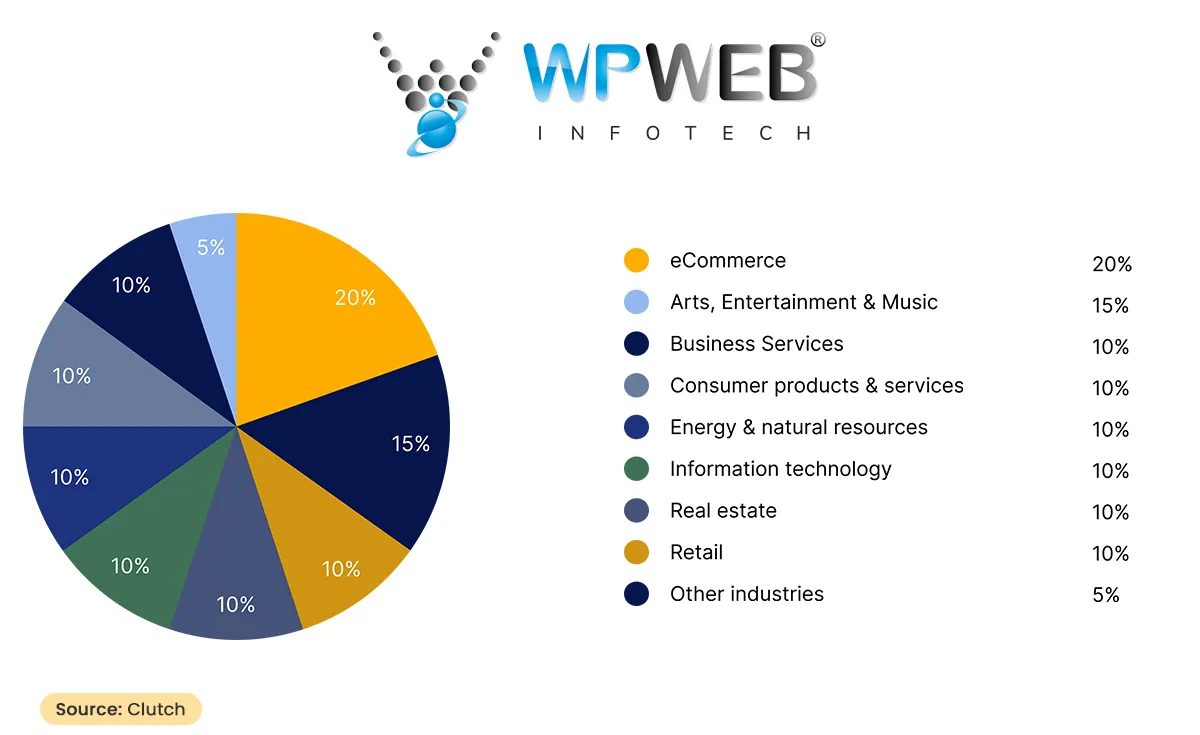 WPWEB®
INFOTECH
5%
10%
20%
10%
15%
10%
10%
10%
10%
eCommerce 20%
Arts, Entertainment & Music 15%
Business Services 10%
Consumer products & services 10%
Energy & natural resources 10%
Information technology 10%
Real estate 10%
Retail 10%
Other industries 5%
Source: Clutch